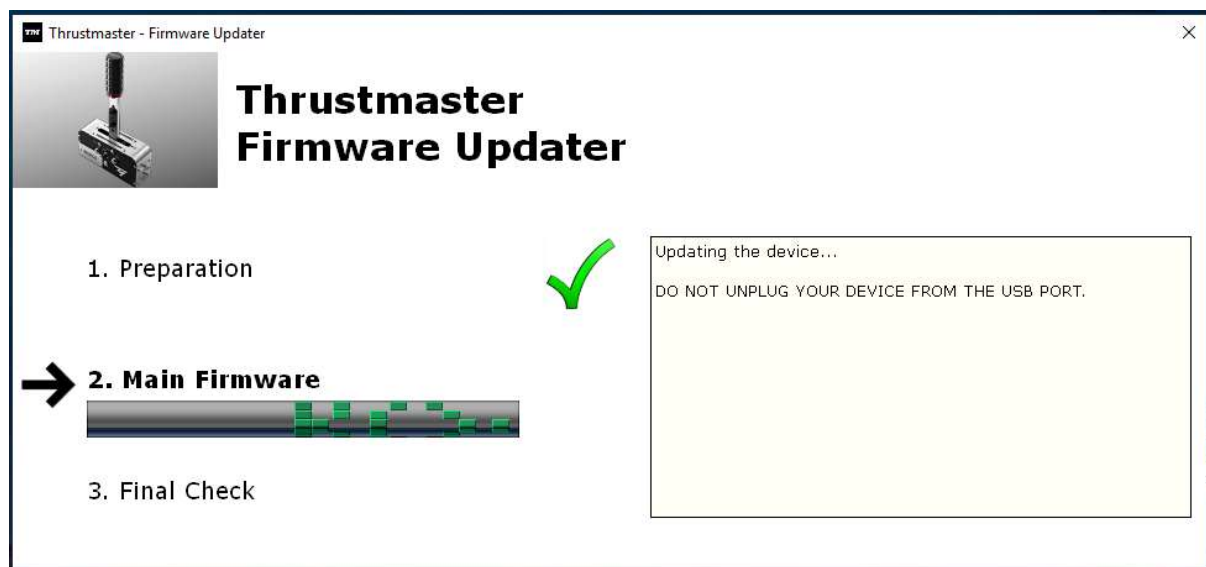 Thrustmaster - Firmware Updater
Thrustmaster
Firmware Updater
1. Preparation
2. Main Firmware
3. Final Check
Updating the device...
DO NOT UNPLUG YOUR DEVICE FROM THE USB PORT.